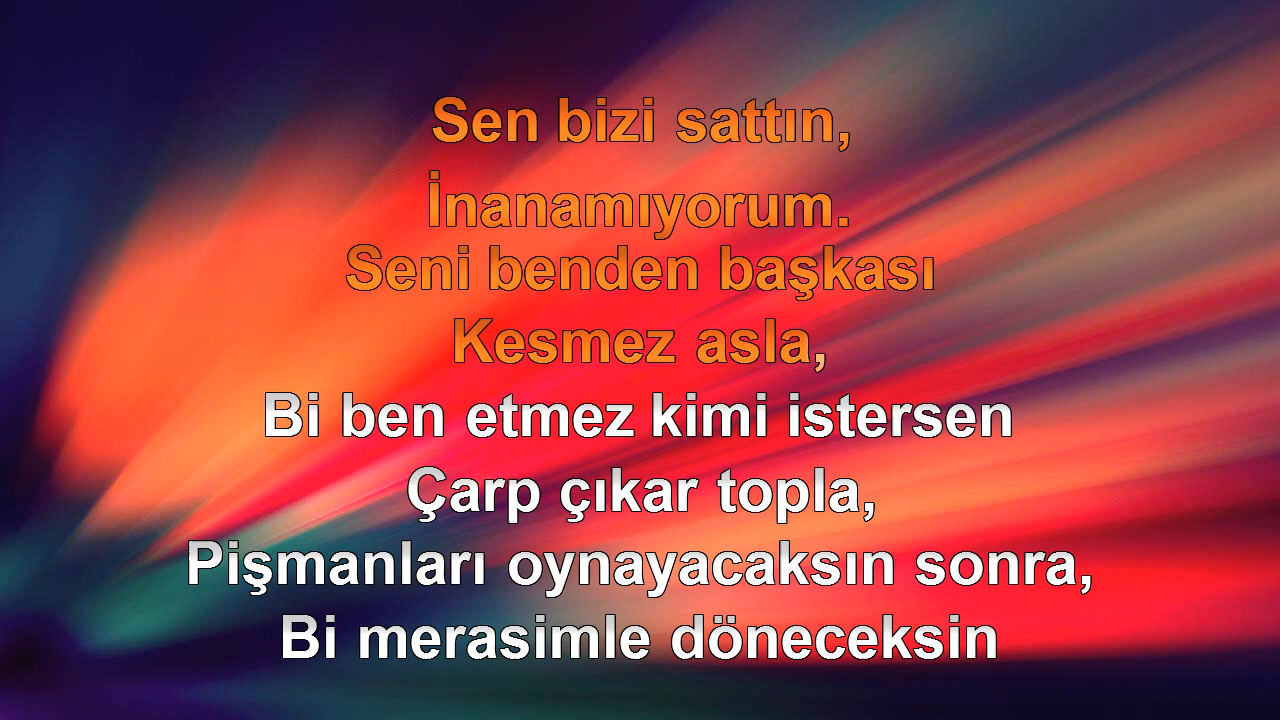 Sen bizi sattın,
İnanamıyorum.
Seni benden başkası
Kesmez asla,
Bi ben etmez kimi istersen
Çarp çıkar topla,
Pişmanları oynayacaksın sonra,
Bi merasimle döneceksin